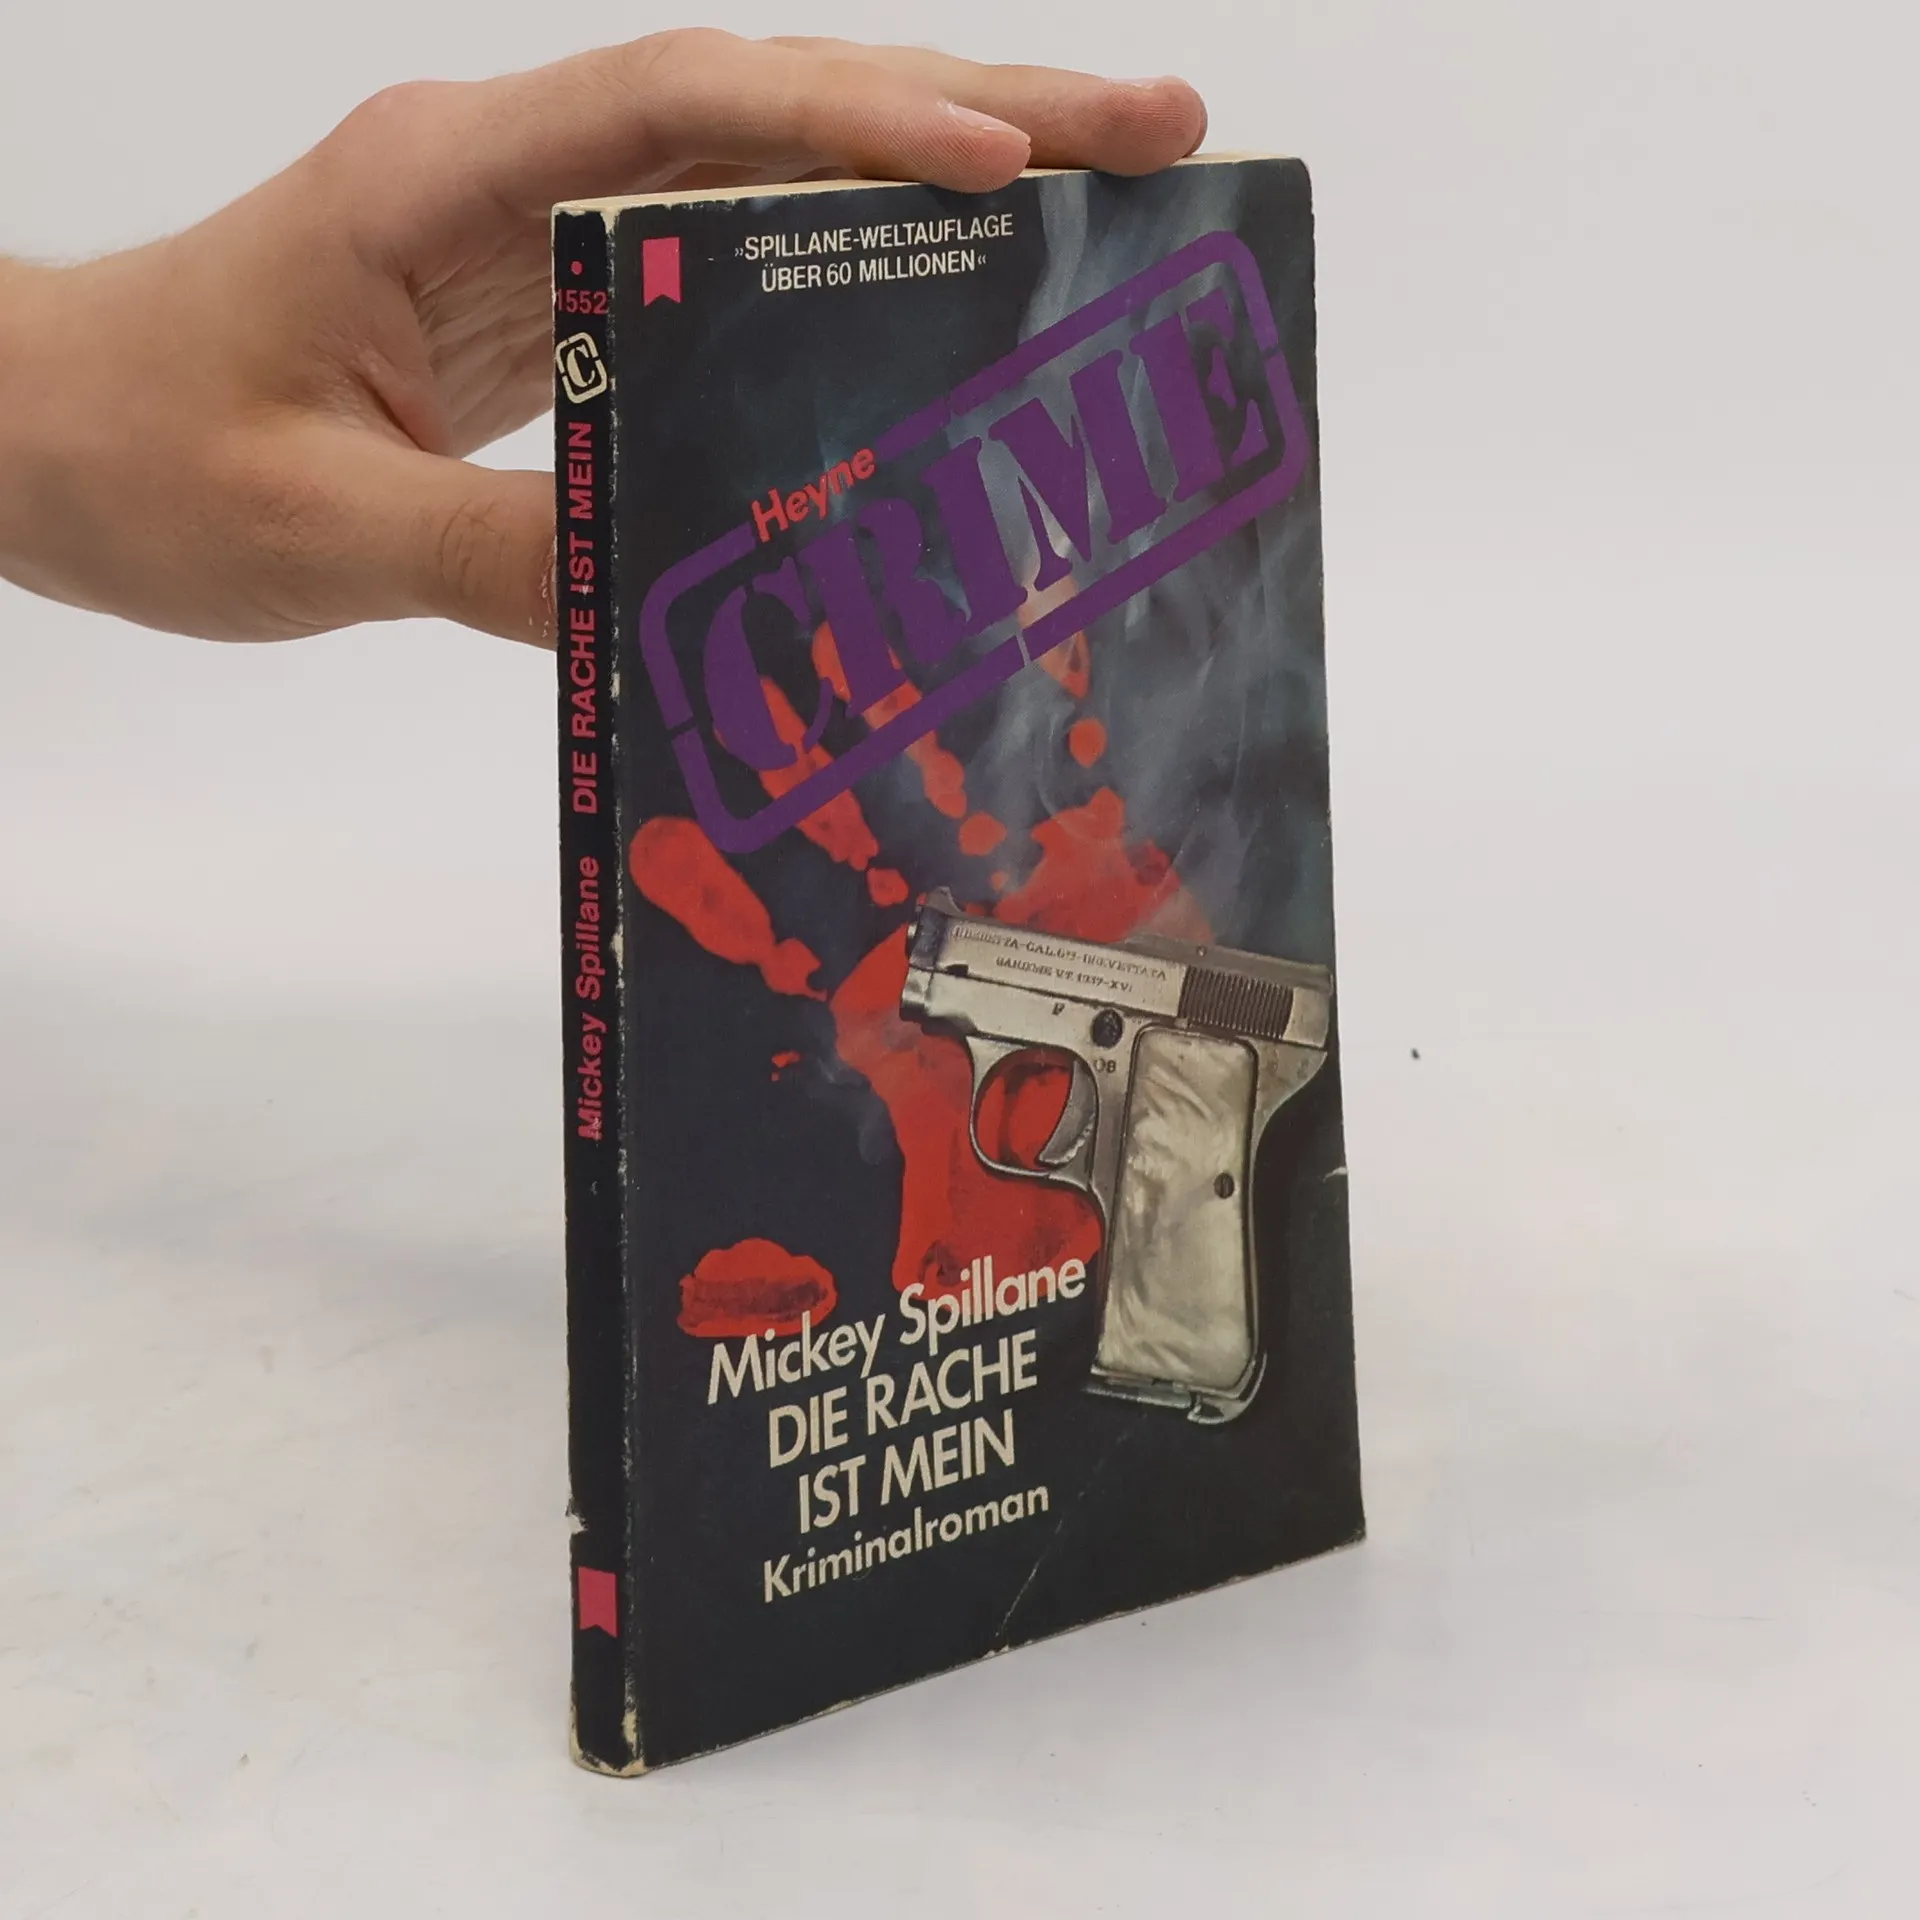 »SPILLANE-WELTAUFLAGE
ÜBER 60 MILLIONEN«
Heyne
CRIME
Mickey Spillane
DIE RACHE
IST MEIN
Kriminalroman
1552
C
Mickey Spillane DIE RACHE IST MEIN